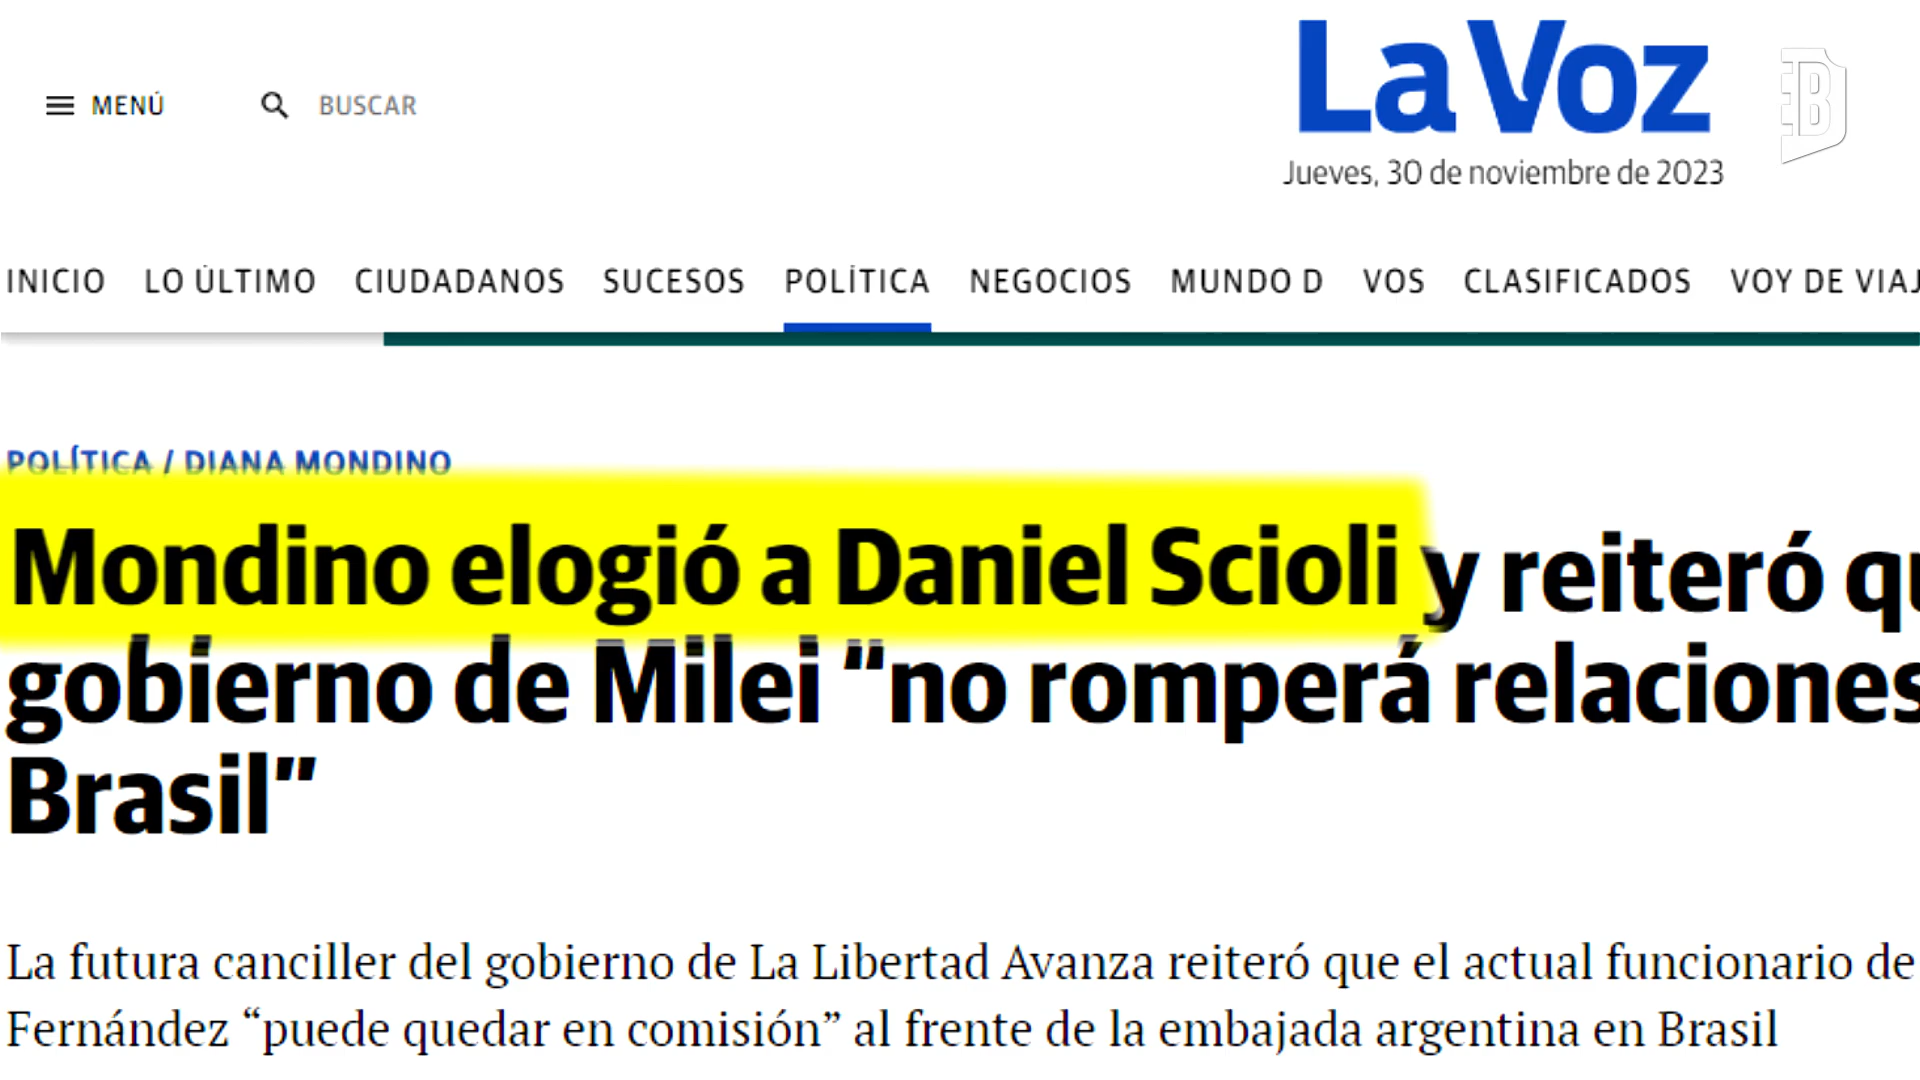 MENÚ BUSCAR
La Voz
Jueves, 30 de noviembre de 2023
INICIO LO ÚLTIMO CIUDADANOS SUCESOS POLÍTICA NEGOCIOS MUNDO D VOS CLASIFICADOS VOY DE VIAJ
POLÍTICA / DIANA MONDINO
Mondino elogió a Daniel Scioli y reiteró qu
gobierno de Milei “no romperá relaciones
Brasil”
La futura canciller del gobierno de La Libertad Avanza reiteró que el actual funcionario de
Fernández “puede quedar en comisión” al frente de la embajada argentina en Brasil